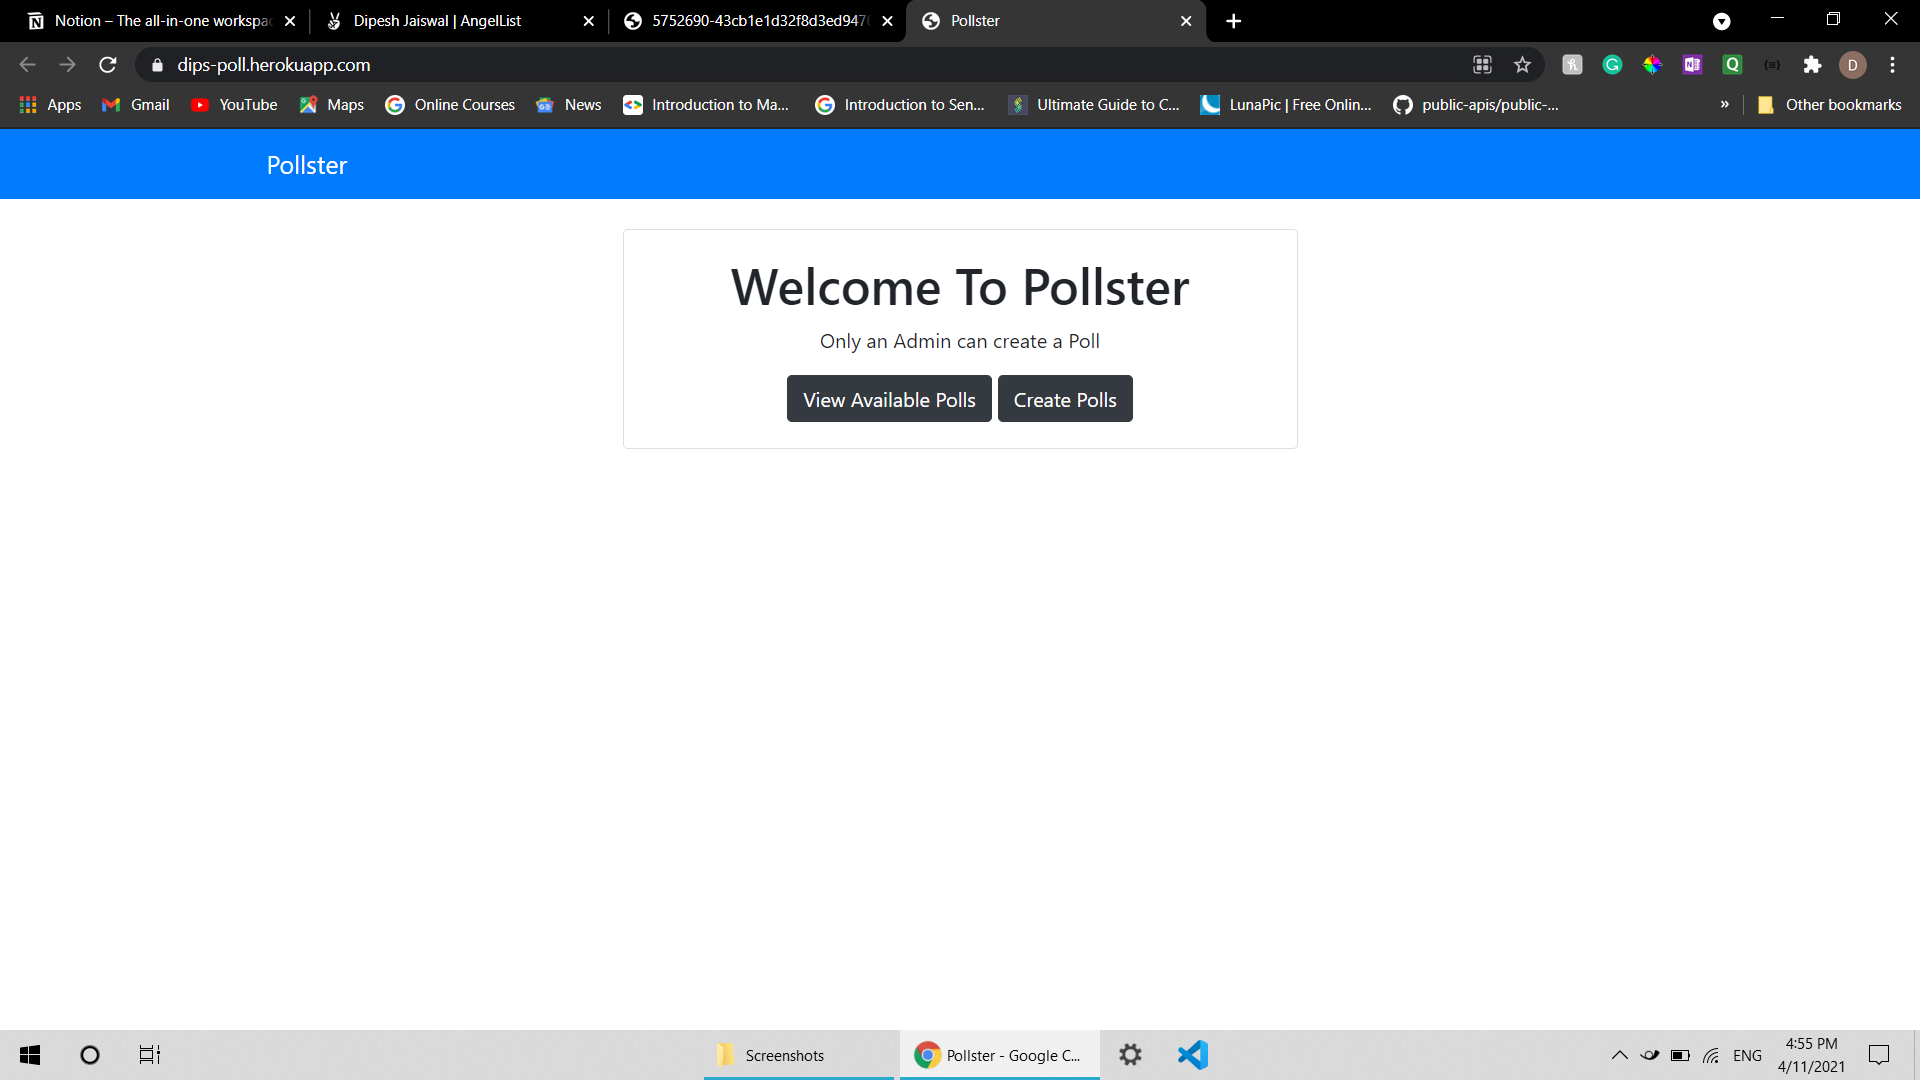 Notion – The all-in-one workspac
Dipesh Jaiswal | AngelList
5752690-43cb1e1d32f8d3ed9470
Pollster
dips-poll.herokuapp.com
D
Apps
Gmail
YouTube
Maps
Online Courses
News
Introduction to Ma...
Introduction to Sen...
Ultimate Guide to C...
LunaPic | Free Onlin...
public-apis/public-...
»
Other bookmarks
Pollster
Welcome To Pollster
Only an Admin can create a Poll
View Available Polls
Create Polls
Screenshots
Pollster - Google C...
ENG
4:55 PM
4/11/2021